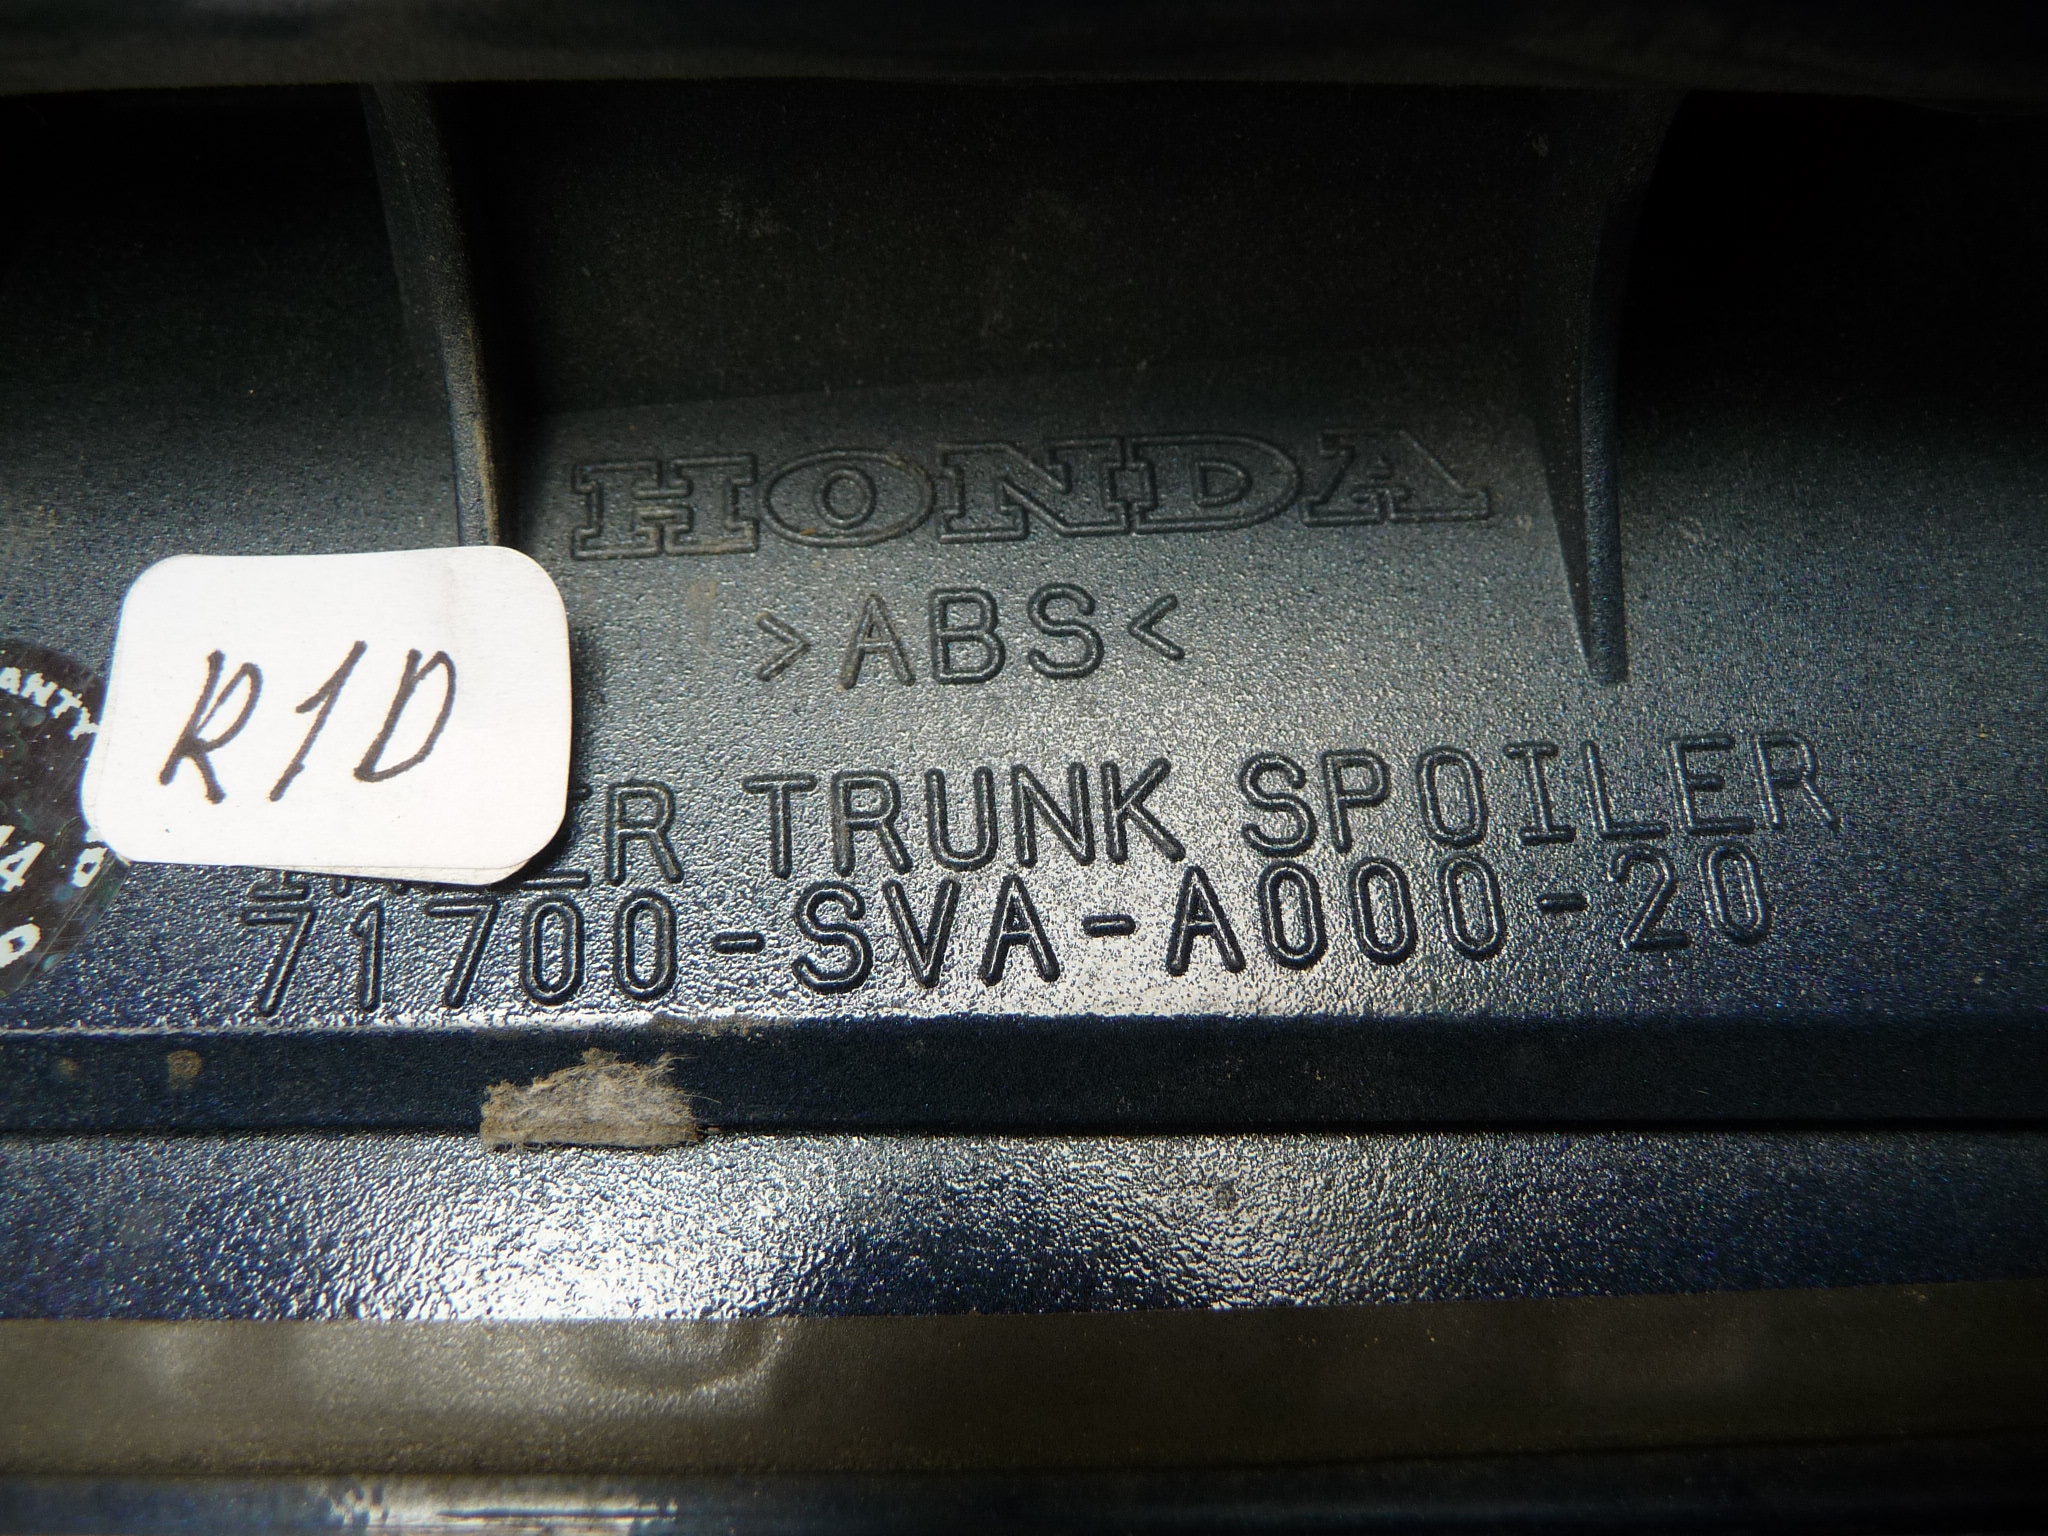 HONDA
>ABS<
R1D
TRUNK SPOILER
71700-SVA-A000-20